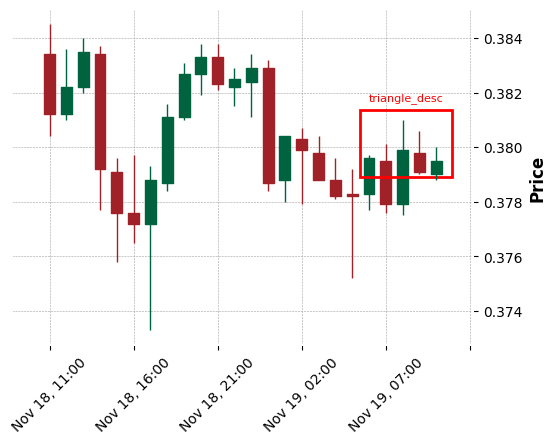 0.384
triangle_desc
0.382
0.380
0.378
0.376
0.374
Price
Nov 18, 11:00
Nov 18, 16:00
Nov 18, 21:00
Nov 19, 02:00
Nov 19, 07:00